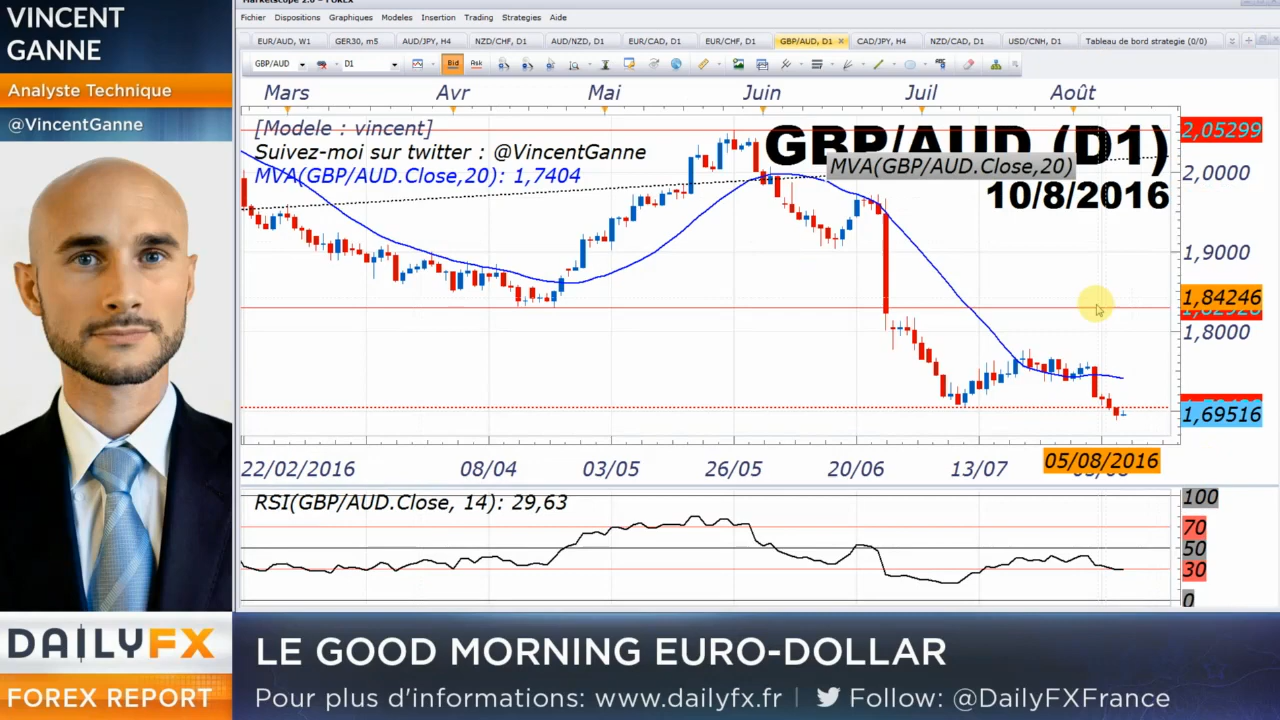 VINCENT
GANNE
Analyste Technique
@VincentGanne
Marketscope 2.0 - FOREX
Fichier Dispositions Graphiques Modeles Insertion Trading Strategies Aide
EUR/AUD, W1 GER30, m5 AUD/JPY, H4 NZD/CHF, D1 AUD/NZD, D1 EUR/CAD, D1 EUR/CHF, D1 GBP/AUD, D1 CAD/JPY, H4 NZD/CAD, D1 USD/CNH, D1 Tableau de bord strategie (0/0)
GBP/AUD D1 Bid Ask
Mars Avr Mai Juin Juil Août
[Modele : vincent]
Suivez-moi sur twitter : @VincentGanne
MVA(GBP/AUD.Close,20): 1,7404
GBP/AUD (D1)
MVA(GBP/AUD.Close,20)
10/8/2016
2,05299
2,0000
1,9000
1,84246
1,8000
1,69516
22/02/2016 08/04 03/05 26/05 20/06 13/07 05/08/2016
RSI(GBP/AUD.Close, 14): 29,63
100
70
50
30
0
DAILYFX
FOREX REPORT
LE GOOD MORNING EURO-DOLLAR
Pour plus d'informations: www.dailyfx.fr | Follow: @DailyFXFrance